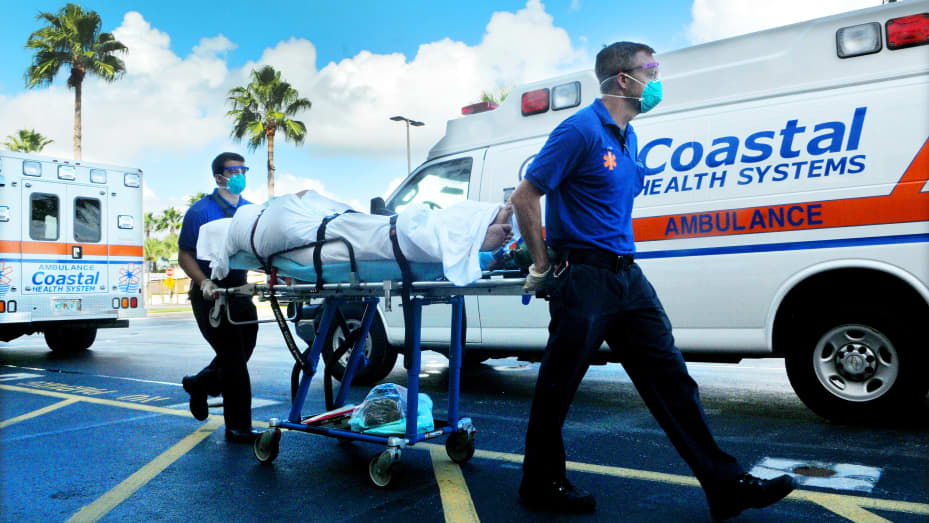 Coastal
HEALTH SYSTEMS
AMBULANCE
AMBULANCE
Coastal
HEALTH SYSTEM